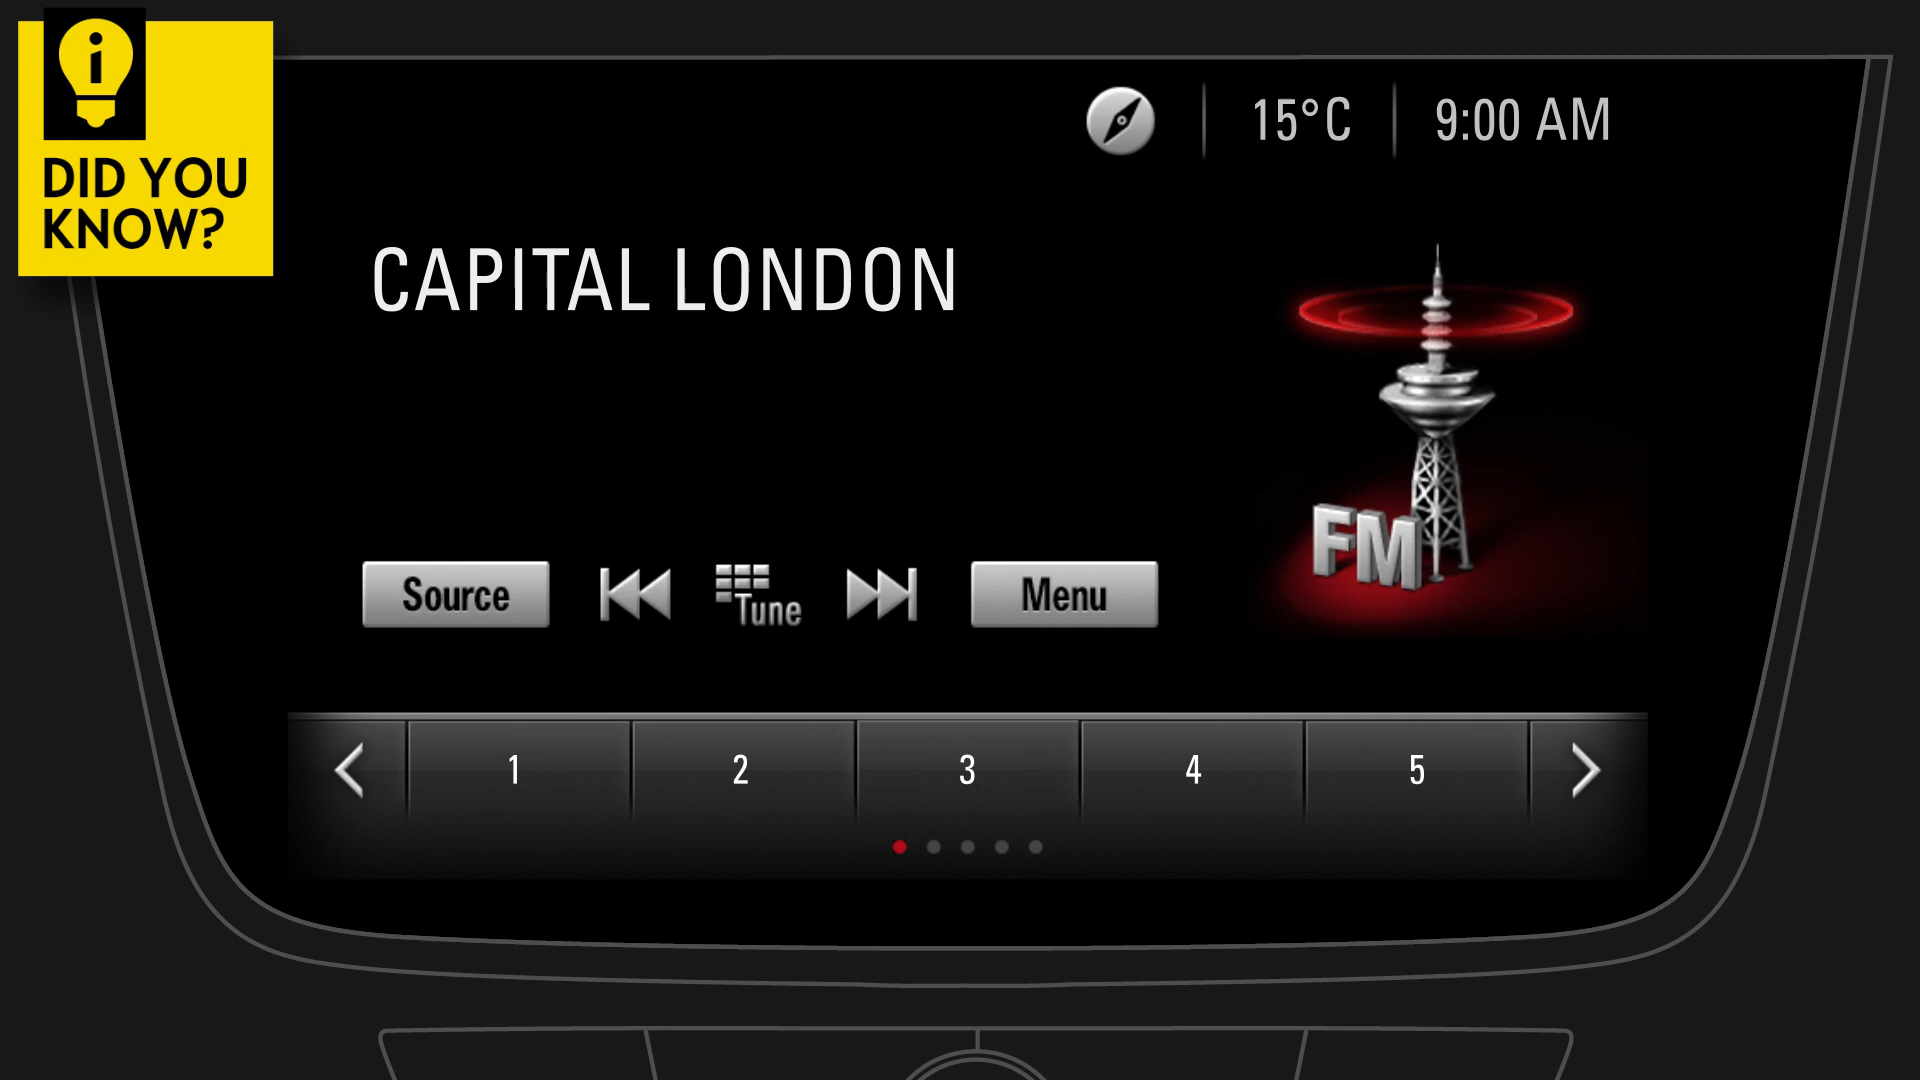 i
DID YOU
KNOW?
15°C
9:00 AM
CAPITAL LONDON
FM
Source
Tune
Menu
1
2
3
4
5